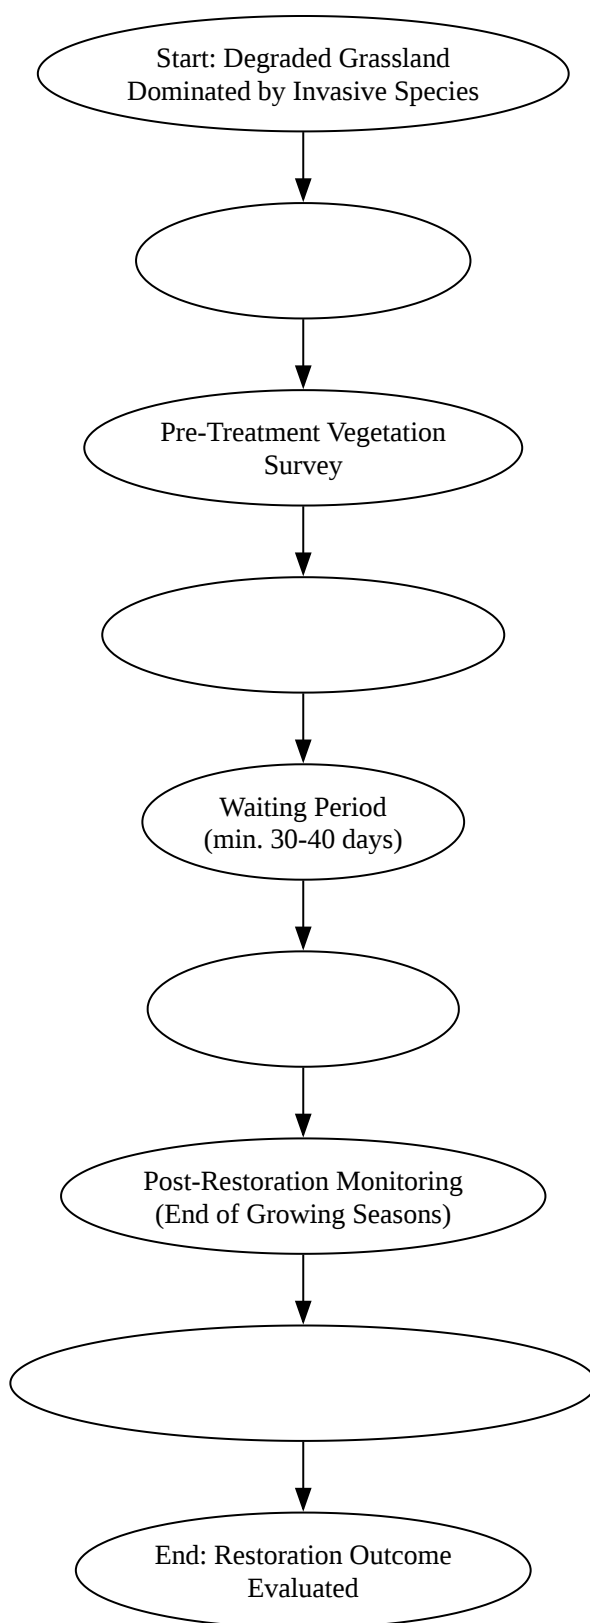 Start: Degraded Grassland
Dominated by Invasive Species
Pre-Treatment Vegetation
Survey
Waiting Period
(min. 30-40 days)
Post-Restoration Monitoring
(End of Growing Seasons)
End: Restoration Outcome
Evaluated